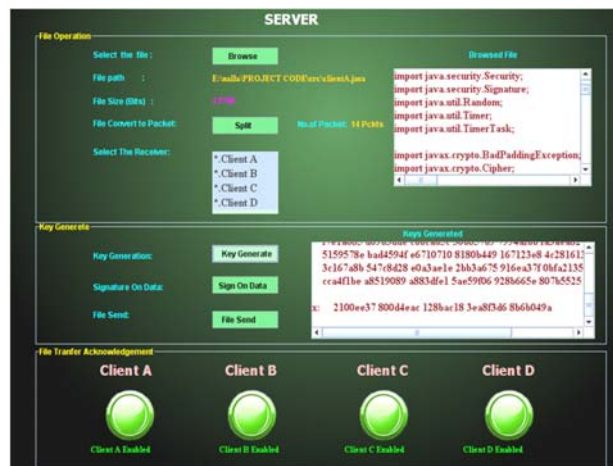 SERVER
File Operation
Select the file :
Browse
Browsed File
File path :
E:\nalla\PROJECT CODE\src\clientA.java
File Size (Bits) :
File Convert to Packet:
Split
No.of Packet: 14 Pckts
Select The Receiver:
*.Client A
*.Client B
*.Client C
*.Client D
import java.security.Security;
import java.security.Signature;
import java.util.Random;
import java.util.Timer;
import java.util.TimerTask;
import javax.crypto.BadPaddingException;
import javax.crypto.Cipher;
Key Generete
Keys Generated
Key Generation:
Key Generate
Signature On Data:
Sign On Data
File Send:
File Send
5159578e bad4594f e6710710 8180b449 167123e8 4c281613
3c167a8b 547c8d28 e0a3ae1e 2bb3a675 916ea37f 0bfa2135
cca4f1be a8519089 a883dfe1 5ae59f06 928b665e 807b5525
x: 2100ee37 800d4eac 128bac18 3ea8f3d6 8b6b049a
File Tranfer Acknowledgement
Client A
Client B
Client C
Client D
Client A Enabled
Client B Enabled
Client C Enabled
Client D Enabled